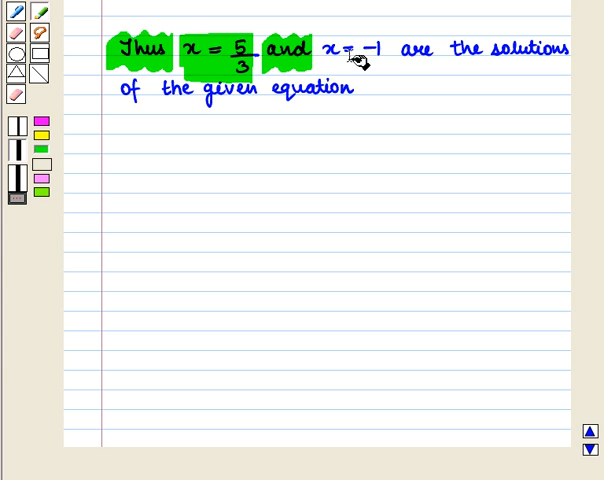 Thus x = 5/3 and x = -1 are the solutions
of the given equation